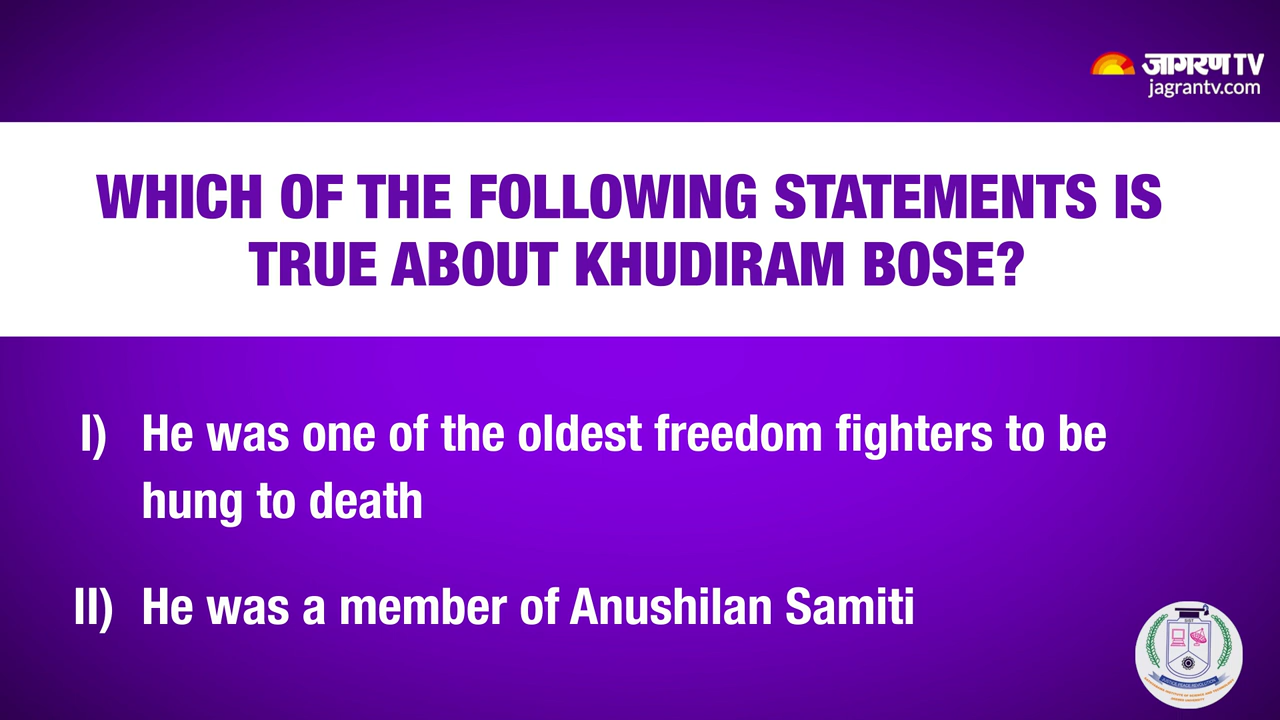 जागरण TV
jagrantv.com
WHICH OF THE FOLLOWING STATEMENTS IS
TRUE ABOUT KHUDIRAM BOSE?
I) He was one of the oldest freedom fighters to be
hung to death
II) He was a member of Anushilan Samiti